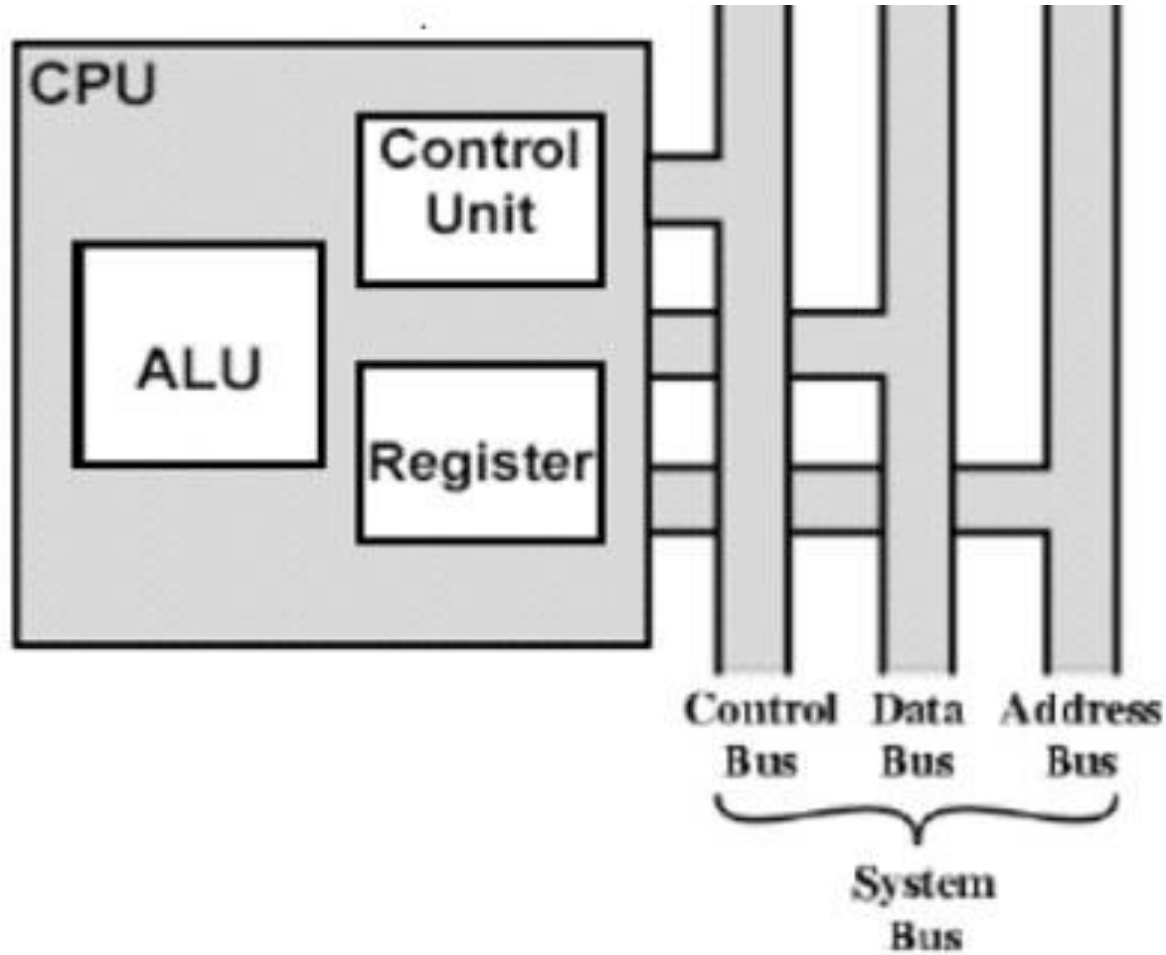 CPU
Control
Unit
ALU
Register
Control Data Address
Bus Bus Bus
System
Bus